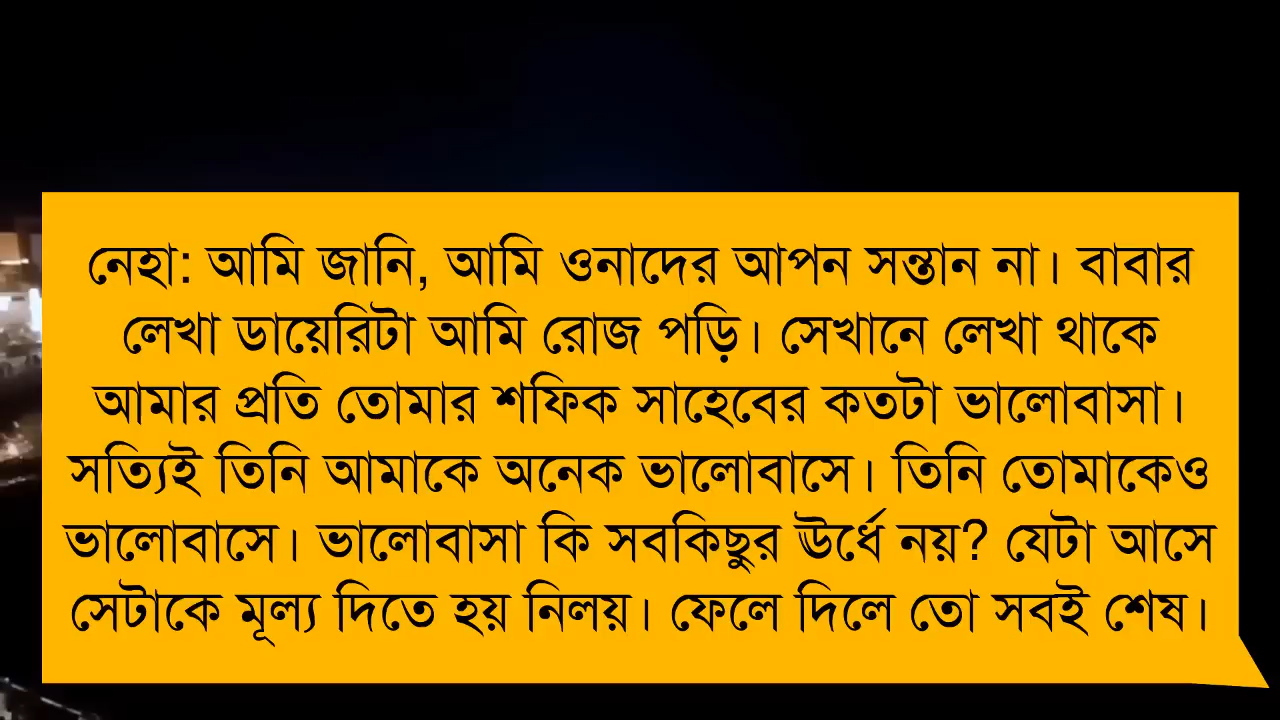 নেহা: আমি জানি, আমি ওনাদের আপন সন্তান না। বাবার
লেখা ডায়েরিটা আমি রোজ পড়ি। সেখানে লেখা থাকে
আমার প্রতি তোমার শফিক সাহেবের কতটা ভালোবাসা।
সত্যিই তিনি আমাকে অনেক ভালোবাসে। তিনি তোমাকেও
ভালোবাসে। ভালোবাসা কি সবকিছুর ঊর্ধে নয়? যেটা আসে
সেটাকে মূল্য দিতে হয় নিলয়। ফেলে দিলে তো সবই শেষ।